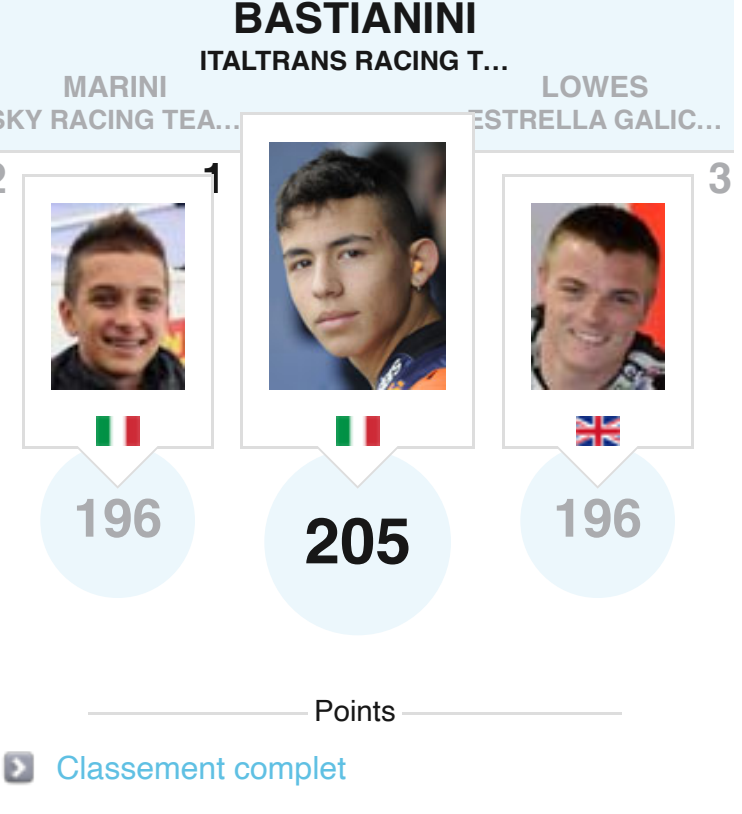 BASTIANINI
ITALTRANS RACING T...
MARINI
SKY RACING TEA...
LOWES
ESTRELLA GALIC...
2
1
3
196
205
196
Points
Classement complet